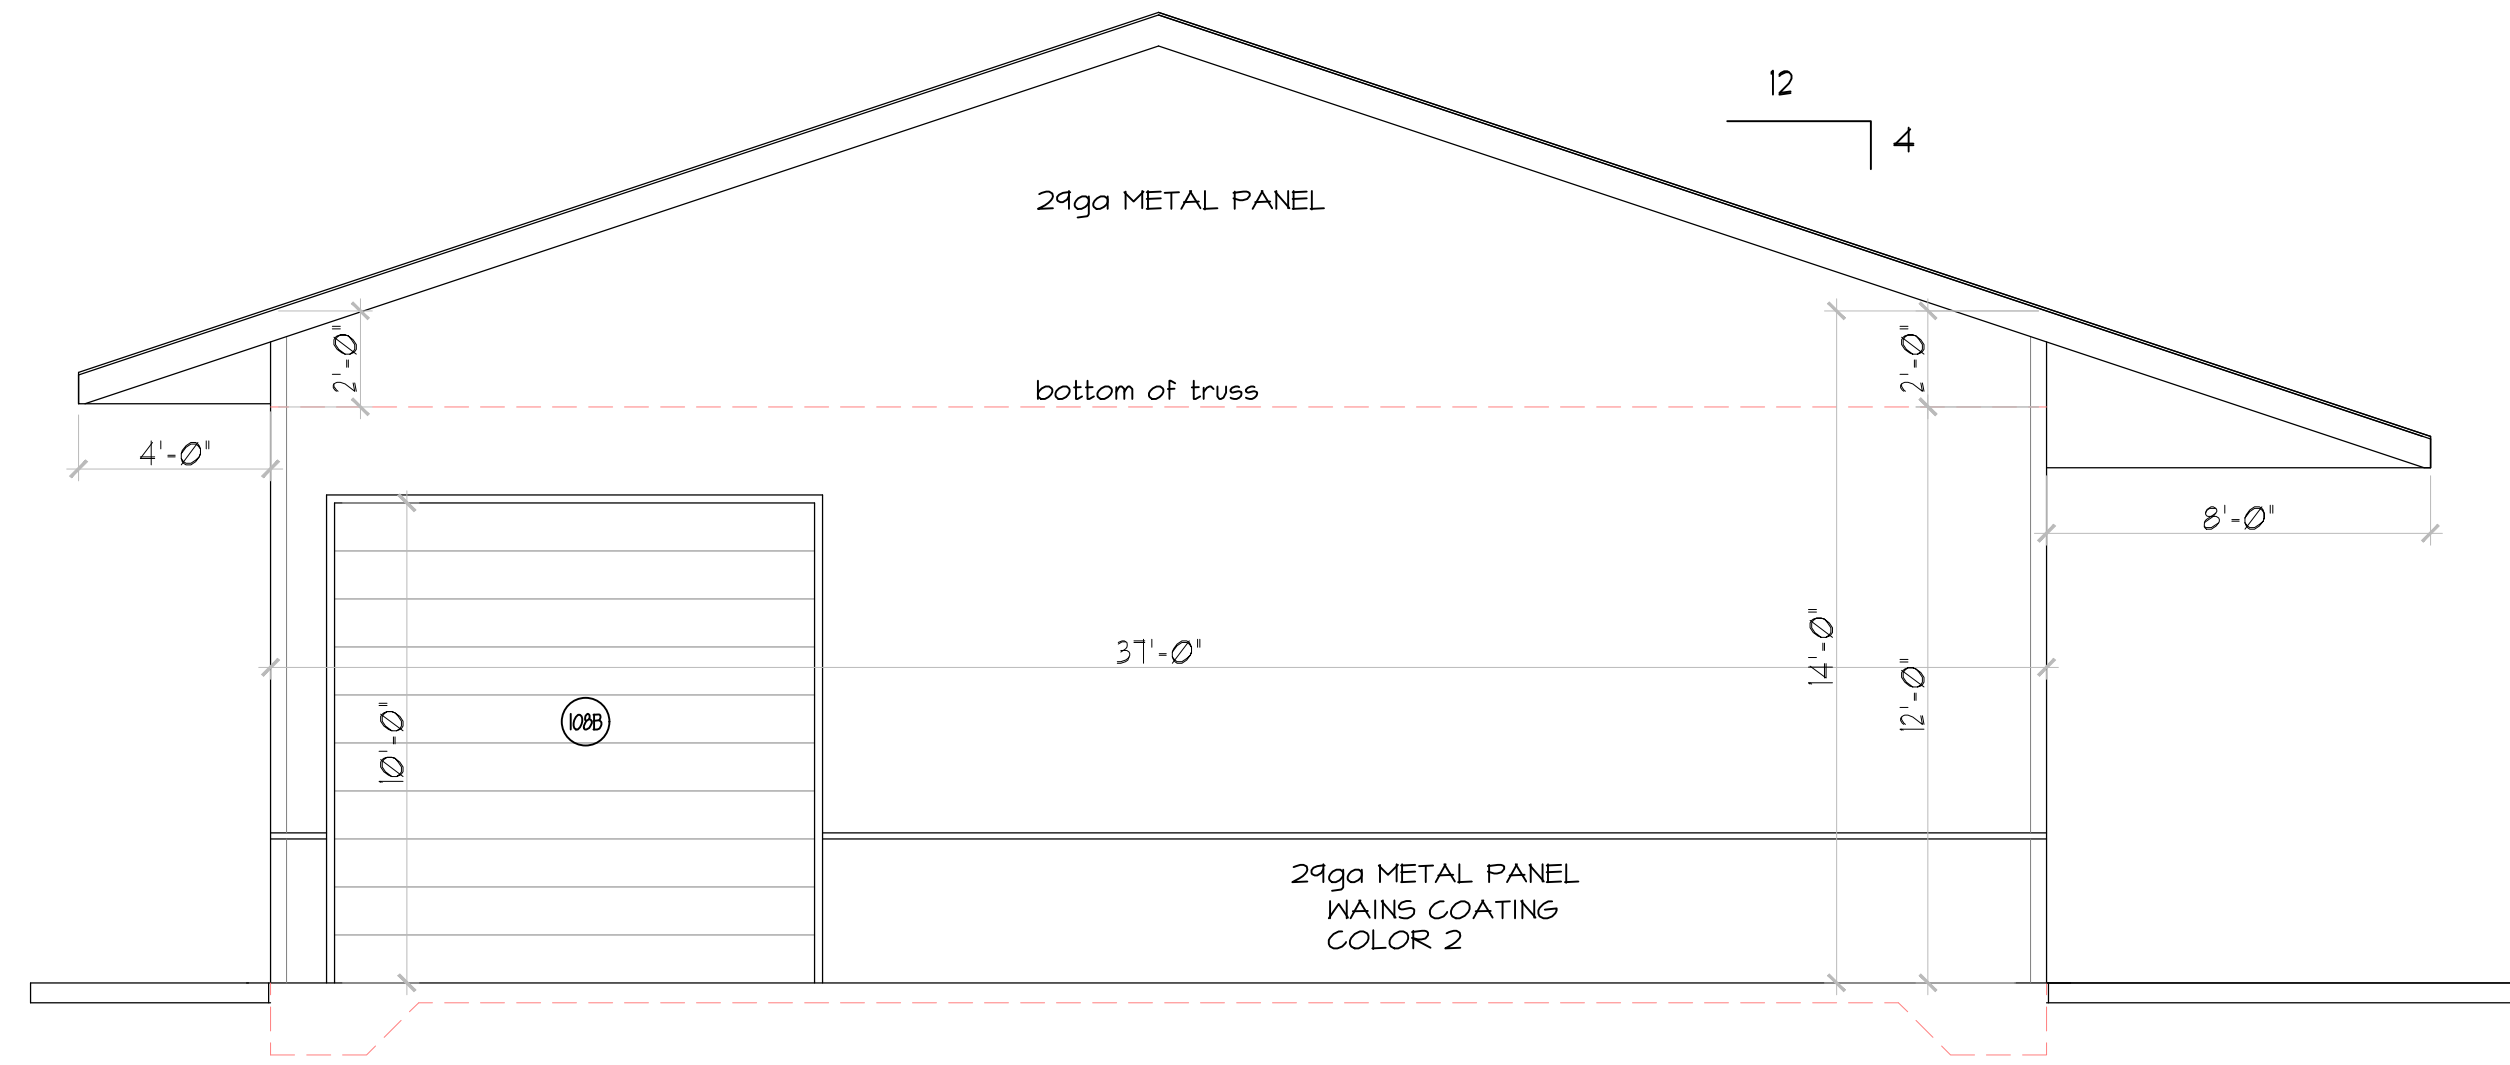 12
4
29ga METAL PANEL
2'-0"
2'-0"
bottom of truss
4'-0"
8'-0"
37'-0"
14'-0"
12'-0"
10'-0"
108B
29ga METAL PANEL
WAINS COATING
COLOR 2